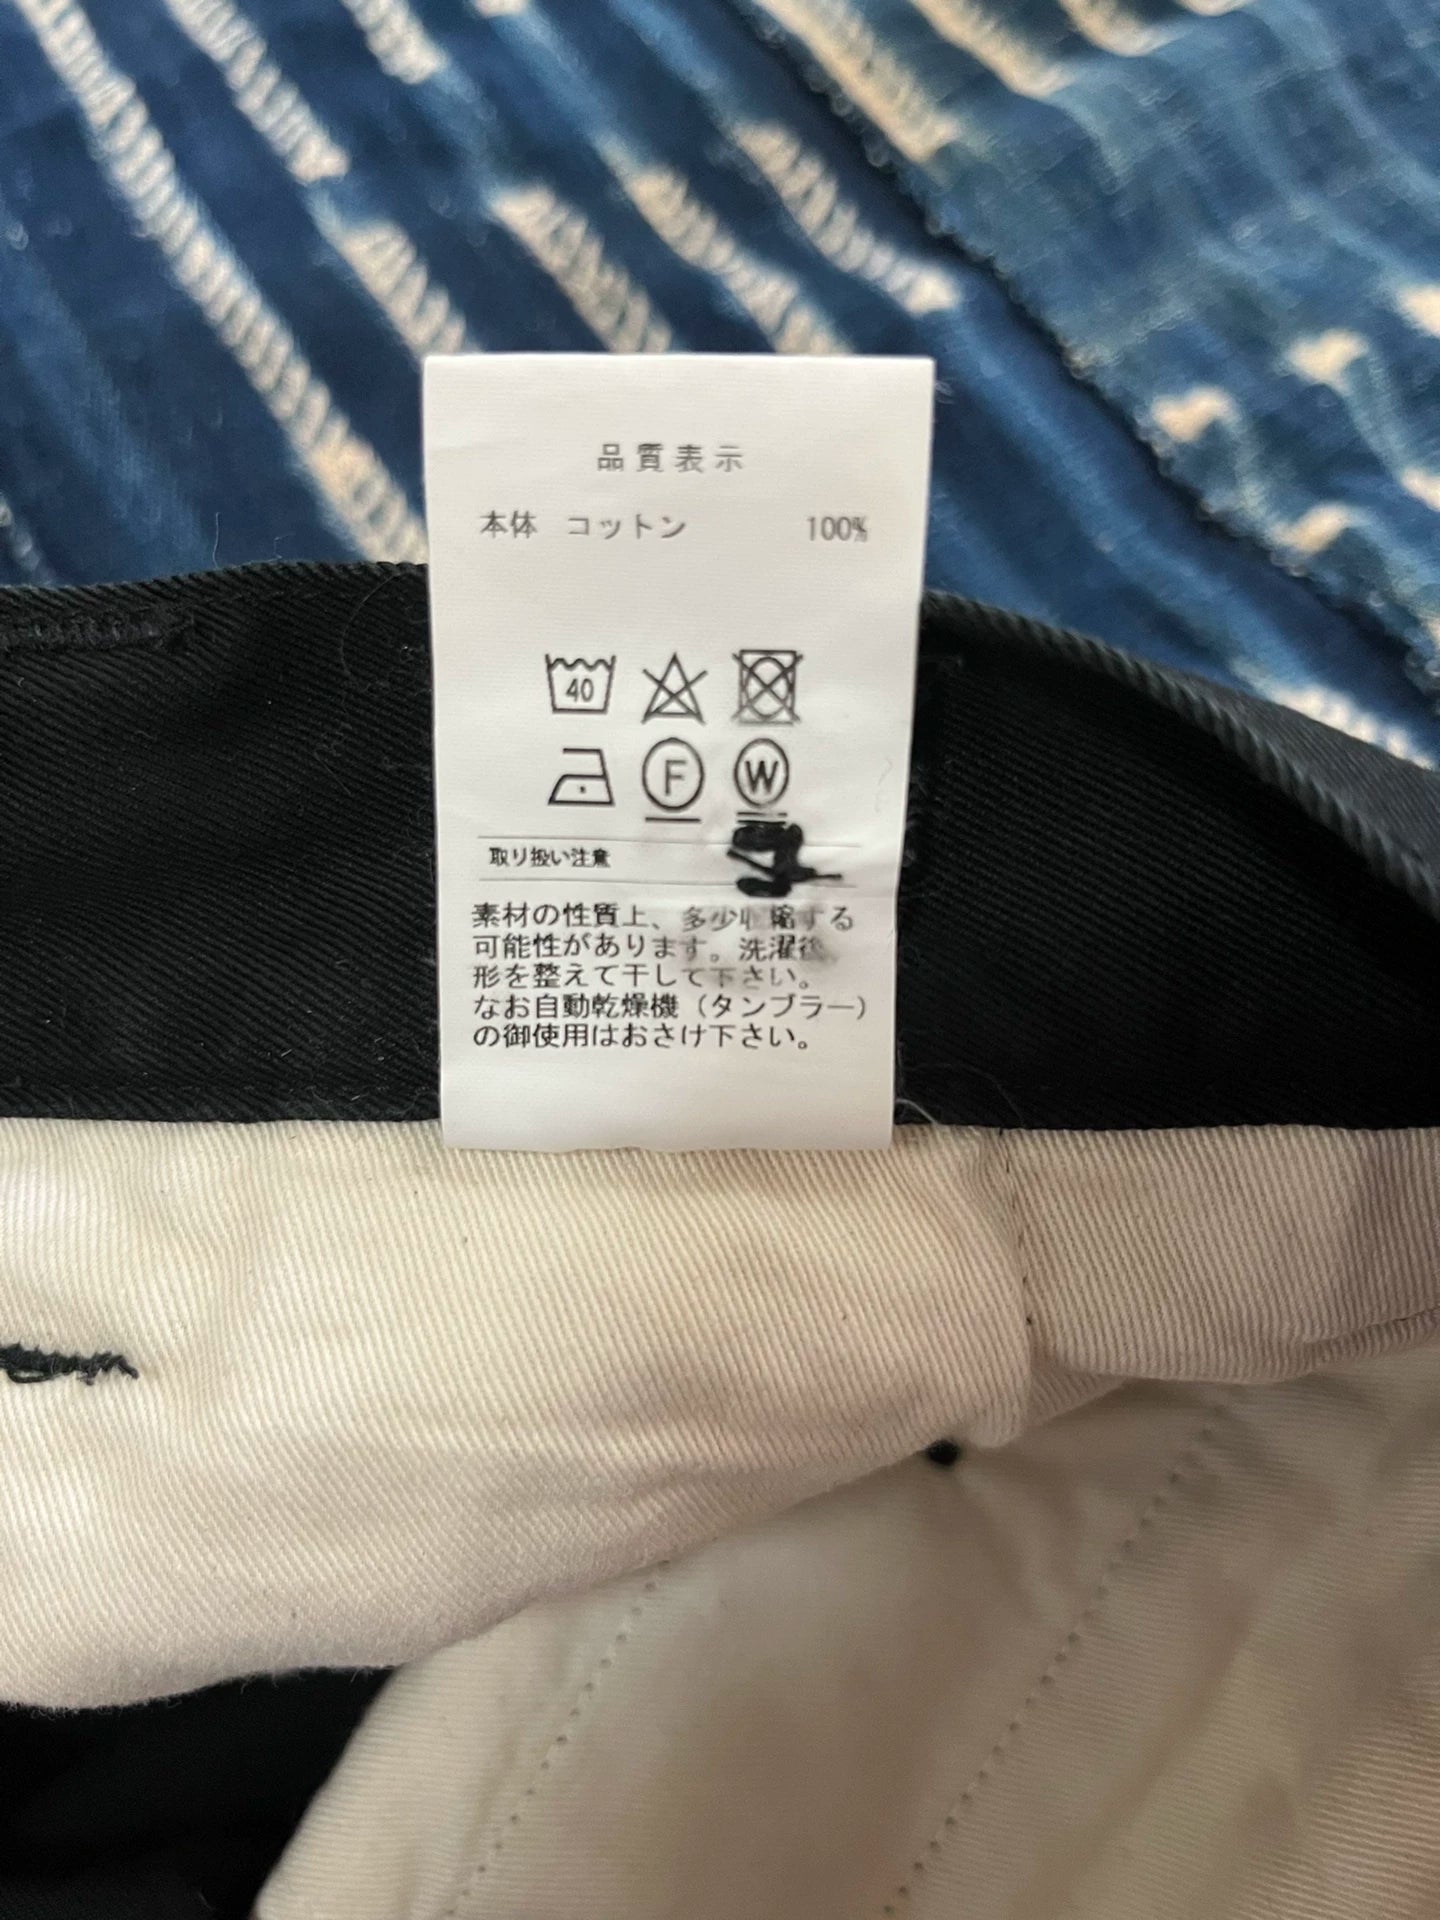 品質表示
本体 コットン 100%
40
F W
取り扱い注意
素材の性質上、多少収縮する
可能性があります。洗濯後、
形を整えて干して下さい。
なお自動乾燥機（タンブラー）
の御使用はおさけ下さい。